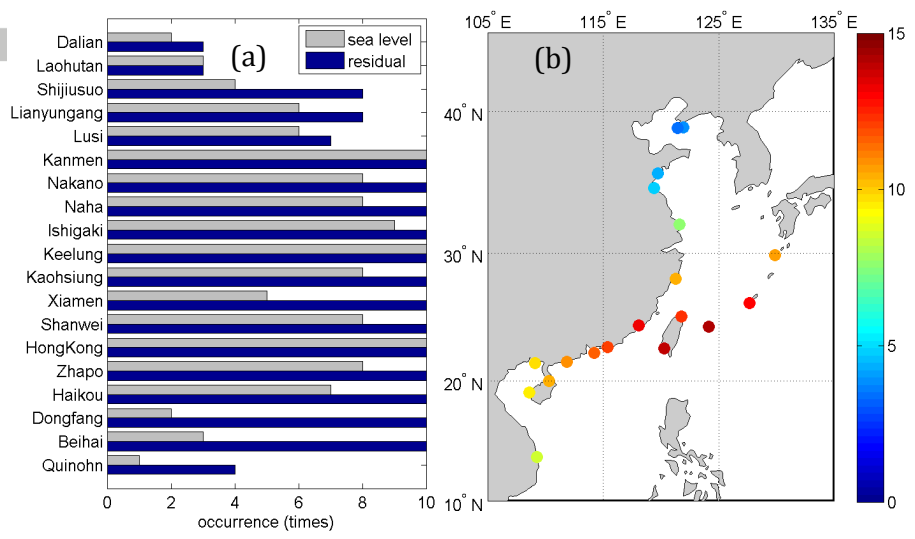 Dalian
Laohutan
Shijiusuo
Lianyungang
Lusi
Kanmen
Nakano
Naha
Ishigaki
Keelung
Kaohsiung
Xiamen
Shanwei
HongKong
Zhapo
Haikou
Dongfang
Beihai
Quinohn
(a)
sea level
residual
0 2 4 6 8 10
occurrence (times)
105° E 115° E 125° E 135° E
(b)
40° N
30° N
20° N
10° N
15
10
5
0